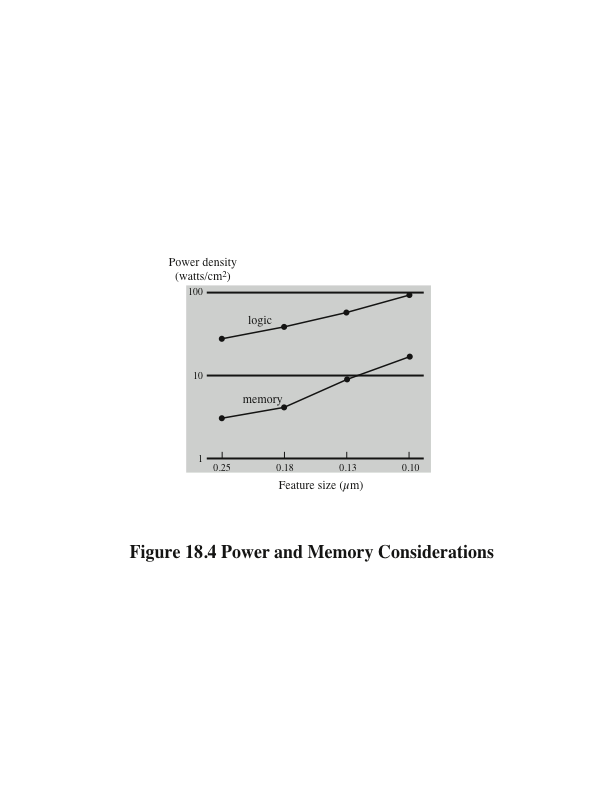 Power density
(watts/cm²)
100
logic
10
memory
1
0.25 0.18 0.13 0.10
Feature size (μm)
Figure 18.4 Power and Memory Considerations